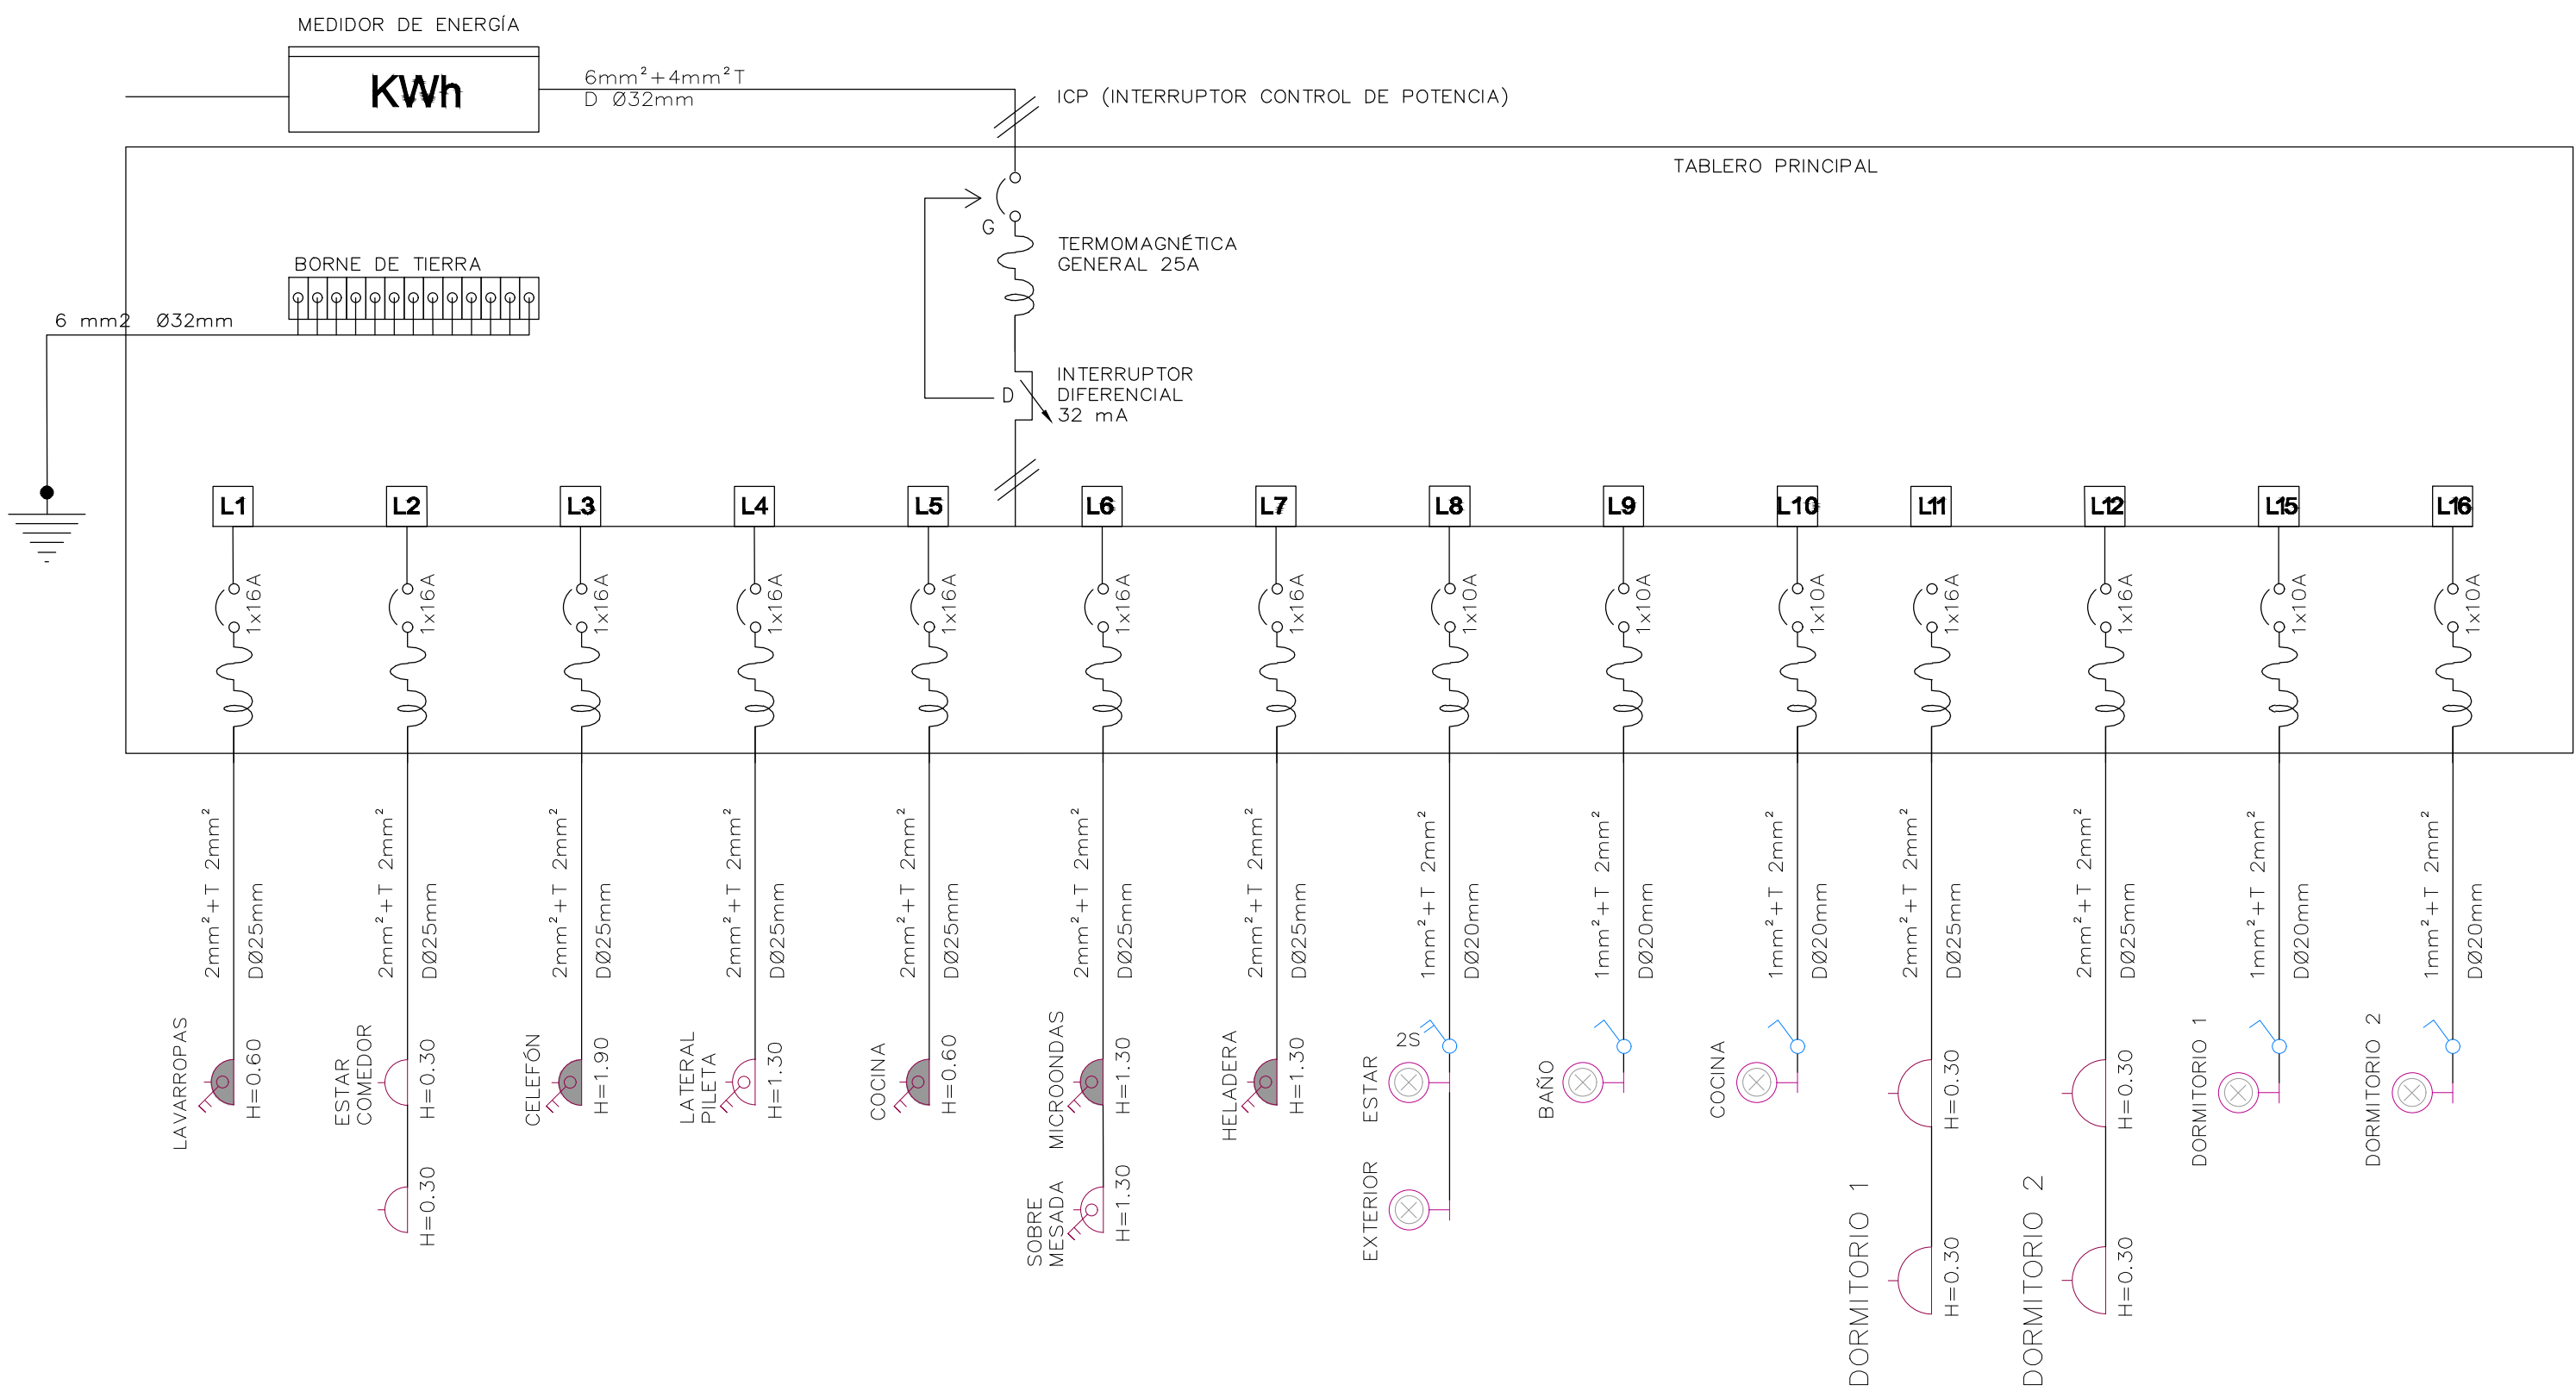 MEDIDOR DE ENERGÍA
KWh
6mm²+4mm²T
D Ø32mm
ICP (INTERRUPTOR CONTROL DE POTENCIA)
TABLERO PRINCIPAL
G
TERMOMAGNÉTICA
GENERAL 25A
BORNE DE TIERRA
6 mm2 Ø32mm
D
INTERRUPTOR
DIFERENCIAL
32 mA
L1
L2
L3
L4
L5
L6
L7
L8
L9
L10
L11
L12
L15
L16
1x16A
1x16A
1x16A
1x16A
1x16A
1x16A
1x16A
1x10A
1x10A
1x10A
1x16A
1x16A
1x10A
1x10A
2mm²+T 2mm²
DØ25mm
2mm²+T 2mm²
DØ25mm
2mm²+T 2mm²
DØ25mm
2mm²+T 2mm²
DØ25mm
2mm²+T 2mm²
DØ25mm
2mm²+T 2mm²
DØ25mm
2mm²+T 2mm²
DØ25mm
1mm²+T 2mm²
DØ20mm
1mm²+T 2mm²
DØ20mm
1mm²+T 2mm²
DØ20mm
2mm²+T 2mm²
DØ25mm
2mm²+T 2mm²
DØ25mm
1mm²+T 2mm²
DØ20mm
1mm²+T 2mm²
DØ20mm
LAVARROPAS
H=0.60
ESTAR
COMEDOR
H=0.30
H=0.30
CELEFÓN
H=1.90
LATERAL
PILETA
H=1.30
COCINA
H=0.60
MICROONDAS
H=1.30
SOBRE
MESADA
H=1.30
HELADERA
H=1.30
2S
ESTAR
EXTERIOR
BAÑO
COCINA
DORMITORIO 1
H=0.30
H=0.30
DORMITORIO 2
H=0.30
H=0.30
DORMITORIO 1
DORMITORIO 2